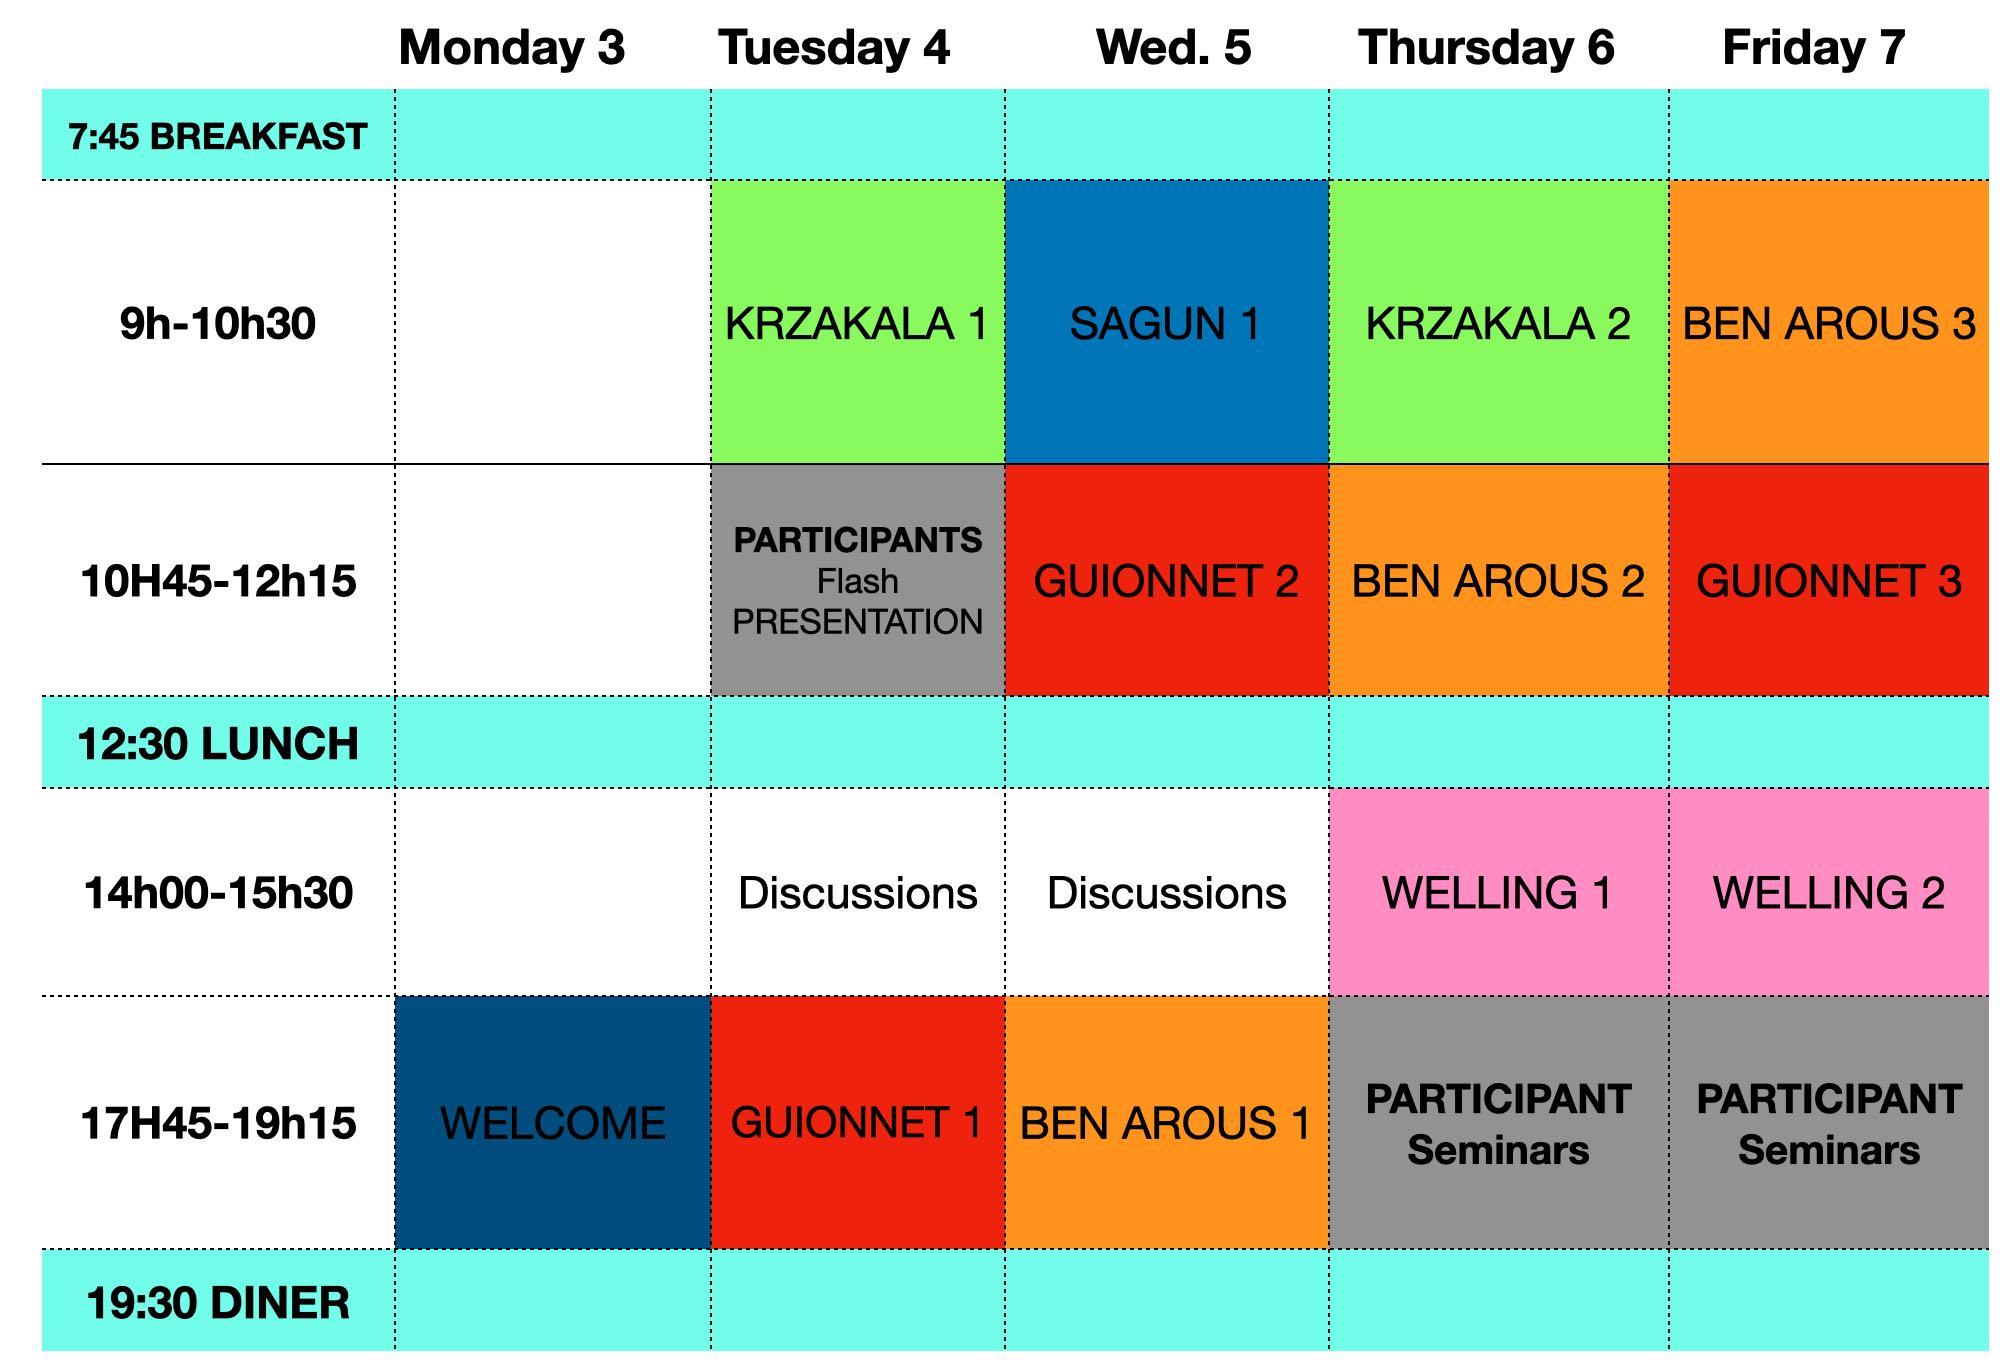 Monday 3 Tuesday 4 Wed. 5 Thursday 6 Friday 7
7:45 BREAKFAST
9h-10h30 KRZAKALA 1 SAGUN 1 KRZAKALA 2 BEN AROUS 3
10H45-12h15
PARTICIPANTS
Flash
PRESENTATION
GUIONNET 2 BEN AROUS 2 GUIONNET 3
12:30 LUNCH
14h00-15h30 Discussions Discussions WELLING 1 WELLING 2
17H45-19h15 WELCOME GUIONNET 1 BEN AROUS 1
PARTICIPANT
Seminars
PARTICIPANT
Seminars
19:30 DINER